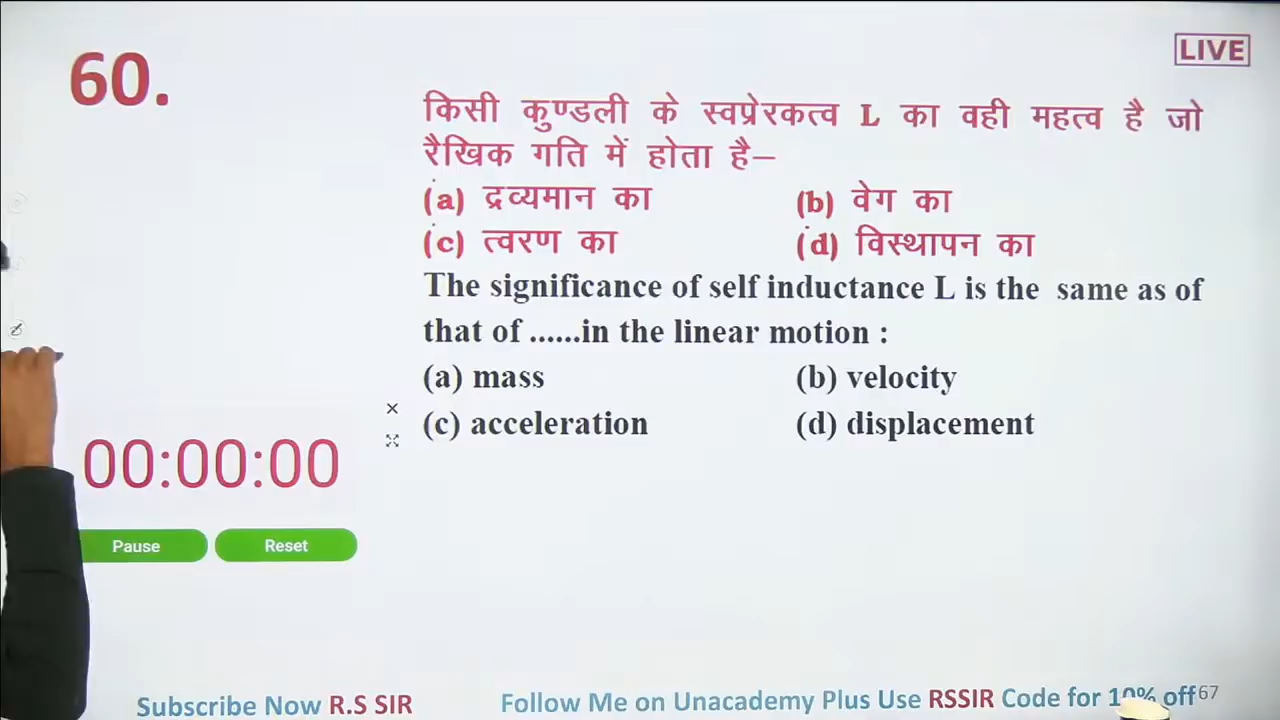 60.
LIVE
किसी कुण्डली के स्वप्रेरकत्व L का वही महत्व है जो
रैखिक गति में होता है–
(a) द्रव्यमान का (b) वेग का
(c) त्वरण का (d) विस्थापन का
The significance of self inductance L is the same as of
that of ......in the linear motion :
(a) mass (b) velocity
(c) acceleration (d) displacement
00:00:00
Pause Reset
Subscribe Now R.S SIR Follow Me on Unacademy Plus Use RSSIR Code for 10% off 67